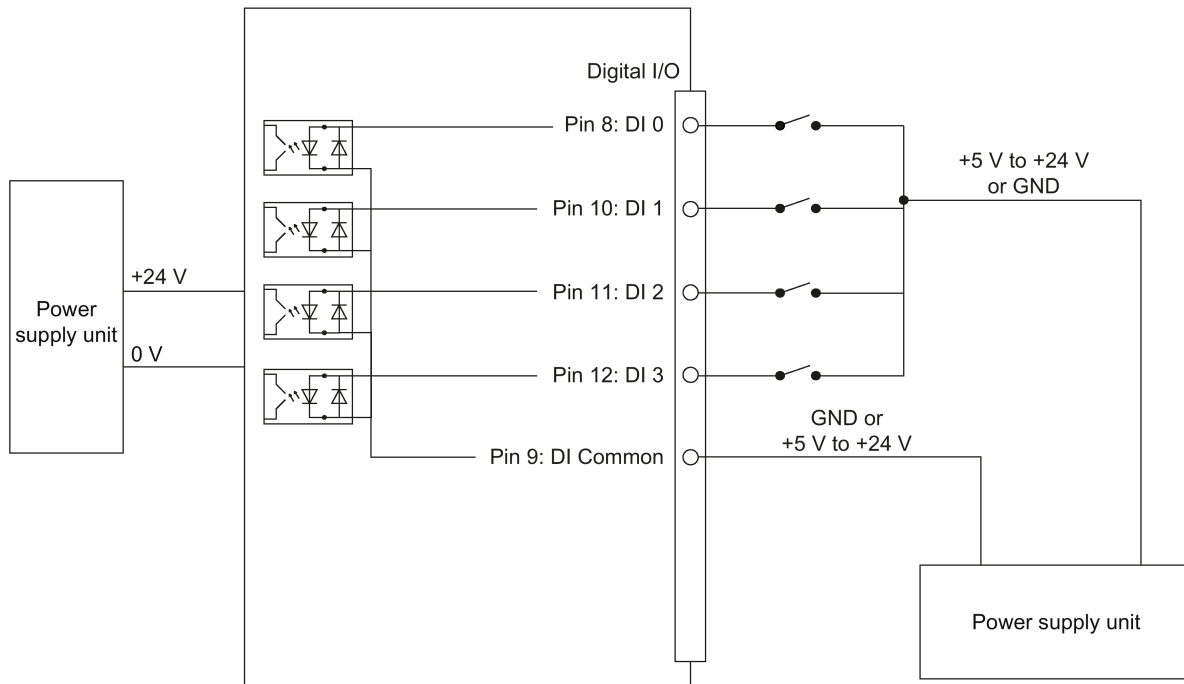 Digital I/O
Pin 8: DI 0
+5 V to +24 V
or GND
Pin 10: DI 1
+24 V
Pin 11: DI 2
Power
supply unit
0 V
Pin 12: DI 3
GND or
+5 V to +24 V
Pin 9: DI Common
Power supply unit